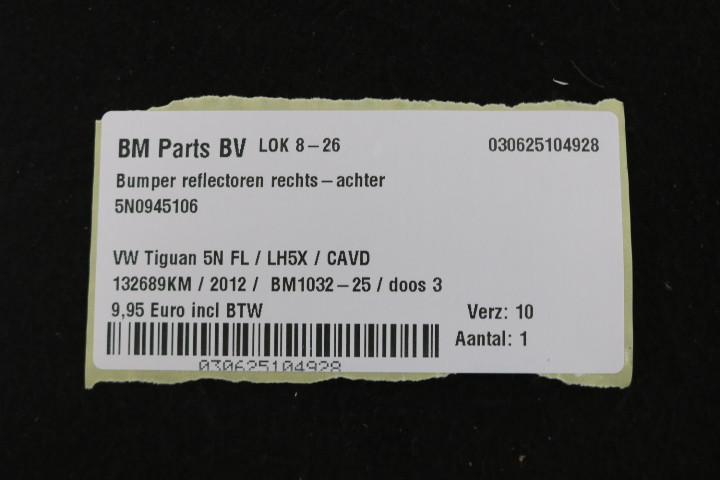 BM Parts BV LOK 8-26 030625104928
Bumper reflectoren rechts-achter
5N0945106
VW Tiguan 5N FL / LH5X / CAVD
132689KM / 2012 / BM1032-25 / doos 3
9,95 Euro incl BTW Verz: 10
Aantal: 1
030625104928